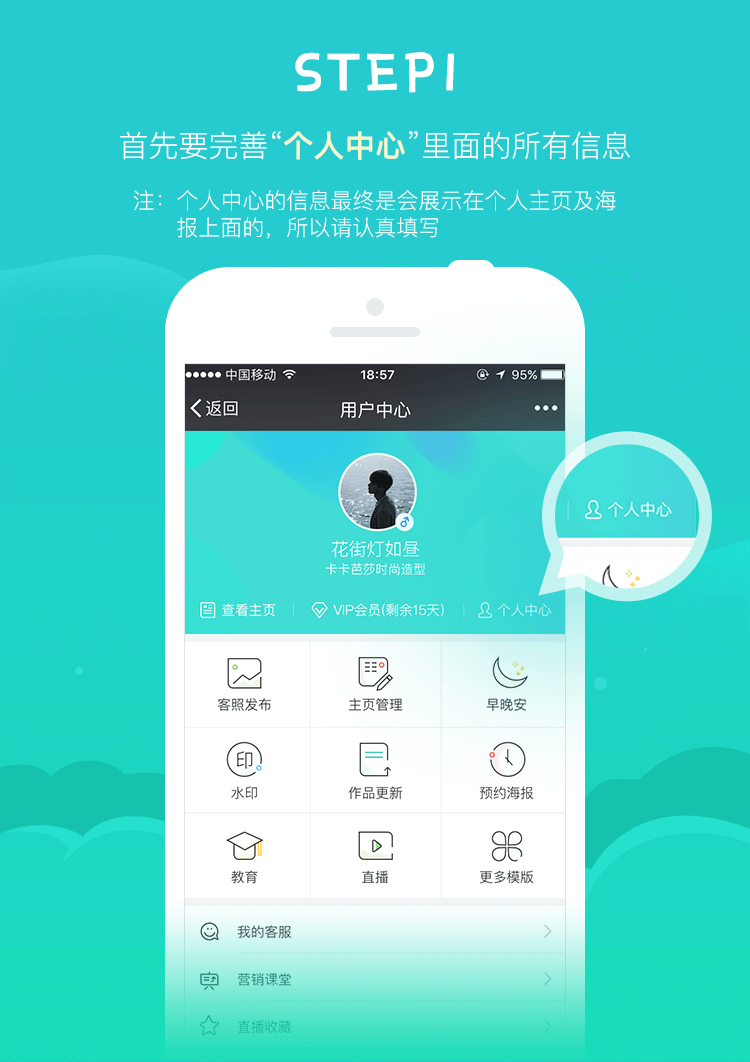 STEP1
首先要完善“个人中心”里面的所有信息
注：个人中心的信息最终是会展示在个人主页及海
报上面的，所以请认真填写
中国移动 18:57 95%
返回 用户中心
个人中心
花街灯如昼
卡卡芭莎时尚造型
查看主页 VIP会员(剩余15天) 个人中心
客照发布 主页管理 早晚安
印
水印 作品更新 预约海报
教育 直播 更多模版
我的客服
营销课堂
直播收藏